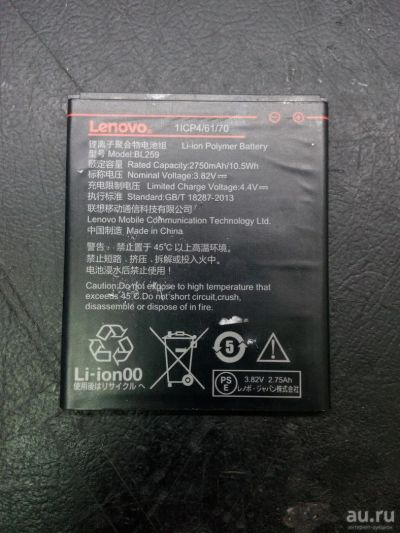 Lenovo 1ICP4/61/70
锂离子聚合物电池组 Li-ion Polymer Battery
型号 Model:BL259
额定容量 Rated Capacity:2750mAh/10.5Wh
标称电压 Nominal Voltage:3.82V
充电限制电压 Limited Charge Voltage:4.4V
执行标准 Standard:GB/T 18287-2013
联想移动通信科技有限公司
Lenovo Mobile Communication Technology Ltd.
中国制造 Made in China
警告：禁止置于 45℃ 以上高温环境。
禁止短路、挤压、拆解或投入火中。
电池浸水后禁止使用！
Caution:Do not expose to high temperature that
exceeds 45℃.Do not short circuit,crush,
disassemble or dispose of in fire.
Li-ion00
使用後はリサイクルへ
5
PS
E
3.82V 2.75Ah
レノボ・ジャパン株式会社
au.ru
интернет-аукцион